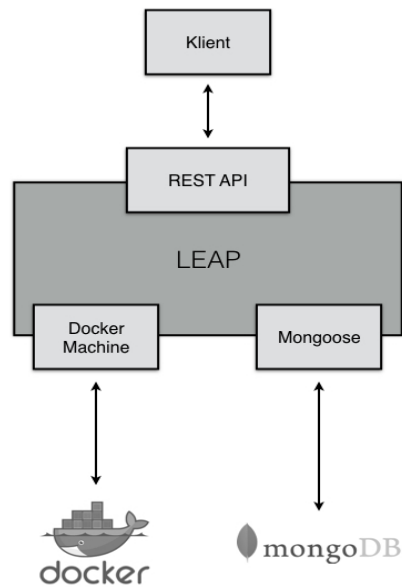 Klient
REST API
LEAP
Docker
Machine
Mongoose
docker
mongoDB